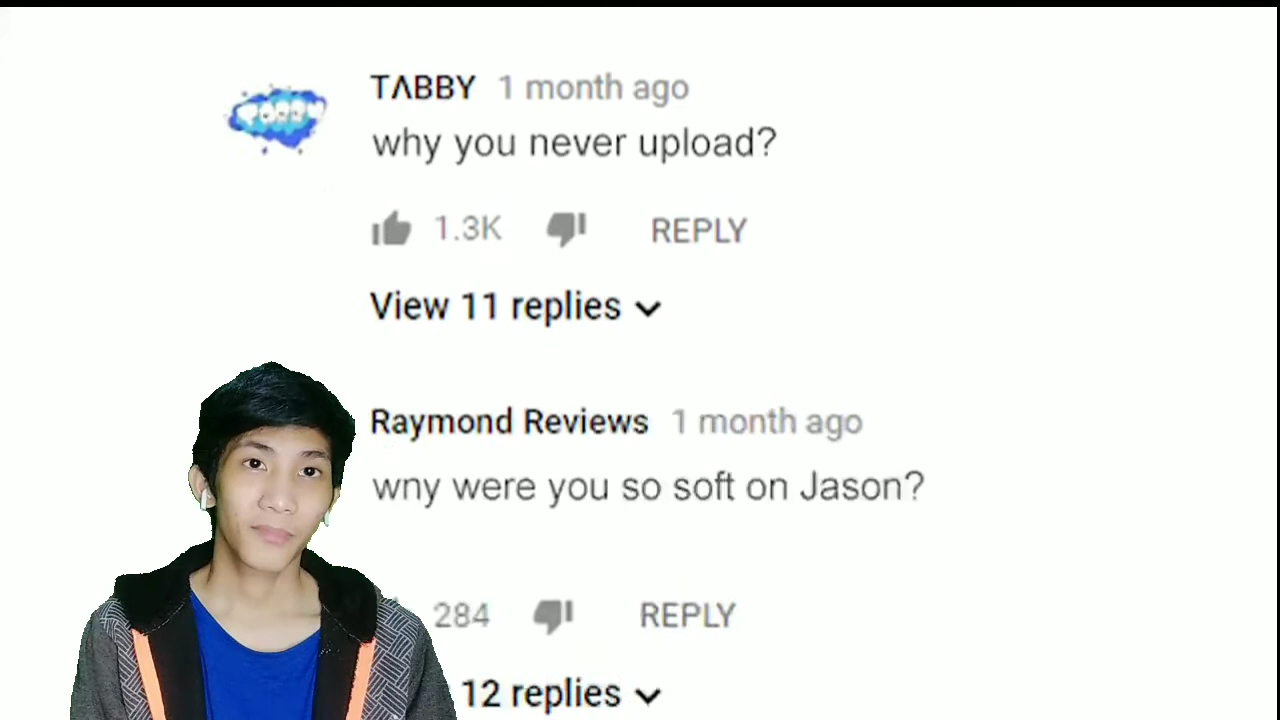 TΛBBY 1 month ago
why you never upload?
1.3K REPLY
View 11 replies
Raymond Reviews 1 month ago
wny were you so soft on Jason?
284 REPLY
12 replies